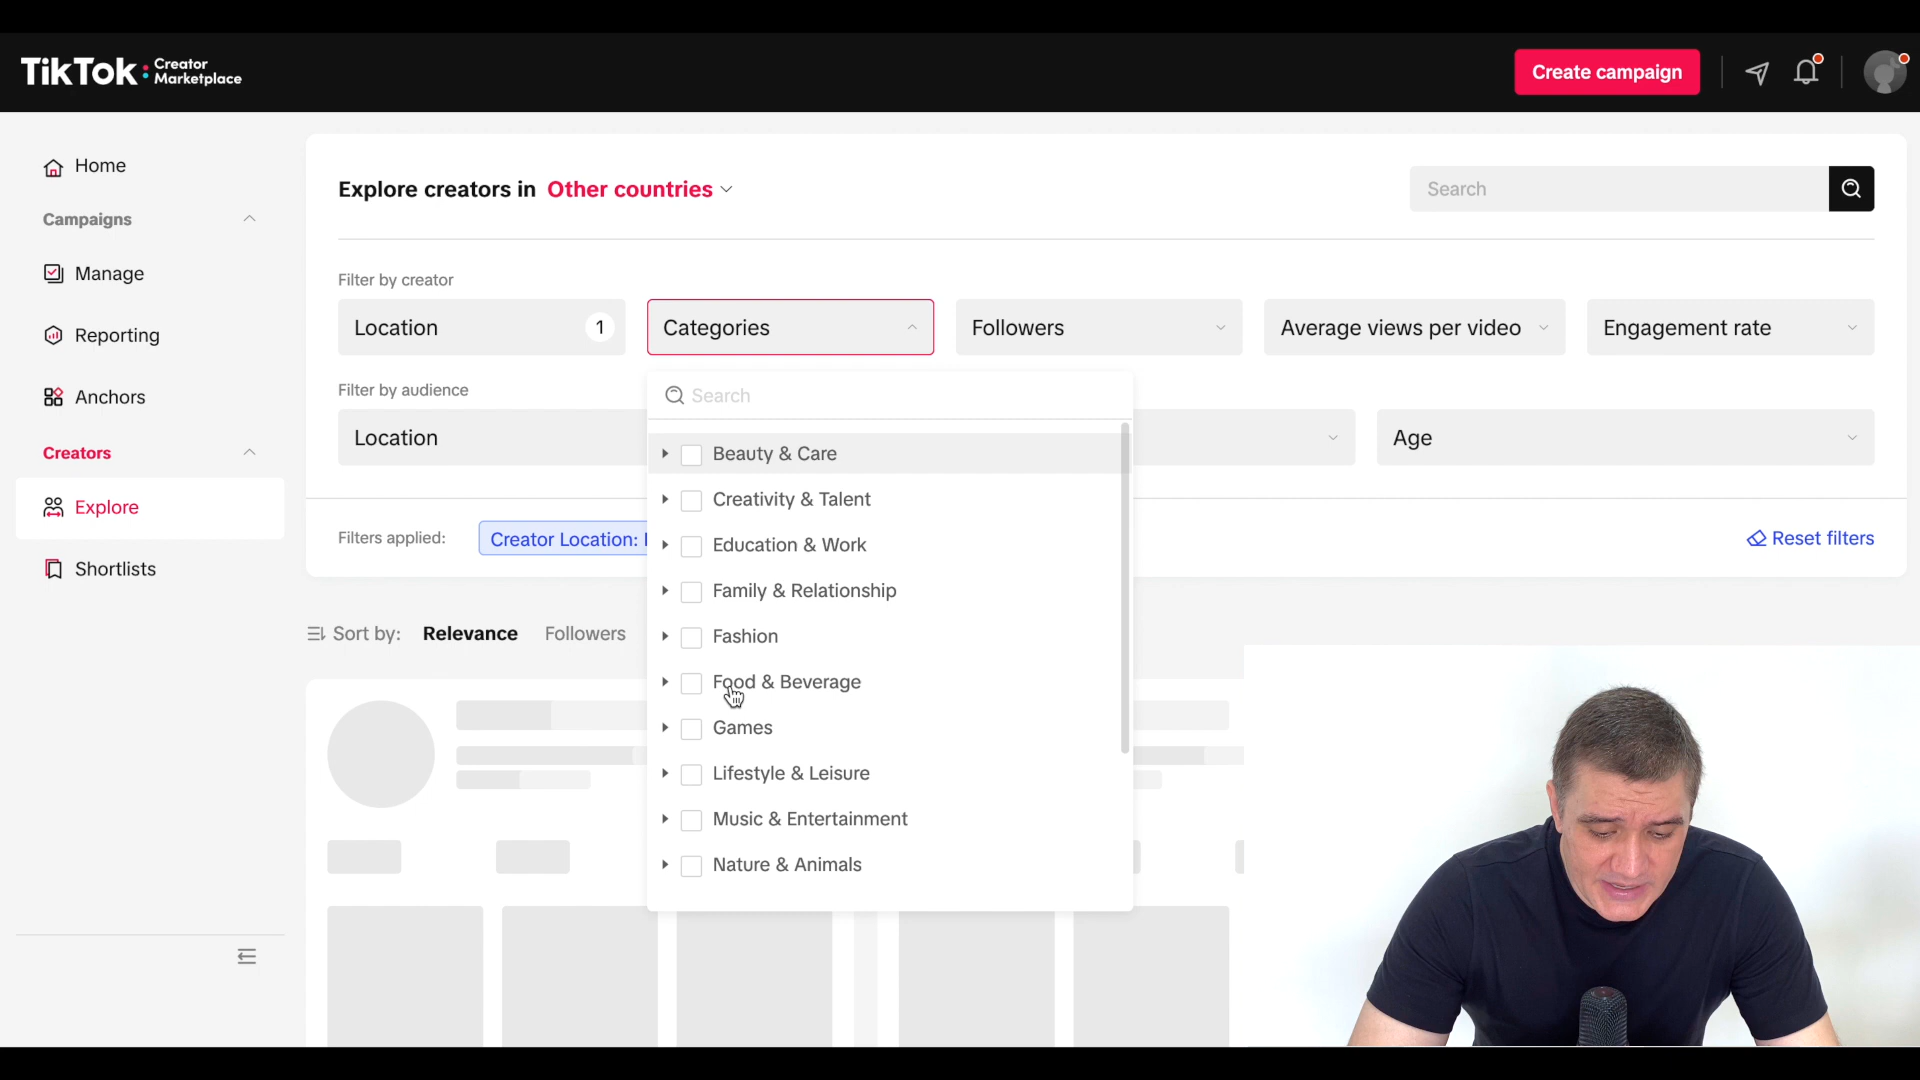 TikTok: Creator Marketplace
Create campaign
Home
Campaigns
Manage
Reporting
Anchors
Creators
Explore
Shortlists
Explore creators in Other countries
Search
Filter by creator
Location 1
Categories
Followers
Average views per video
Engagement rate
Filter by audience
Location
Age
Search
Beauty & Care
Creativity & Talent
Education & Work
Family & Relationship
Fashion
Food & Beverage
Games
Lifestyle & Leisure
Music & Entertainment
Nature & Animals
Filters applied:
Creator Location:
Reset filters
Sort by: Relevance Followers